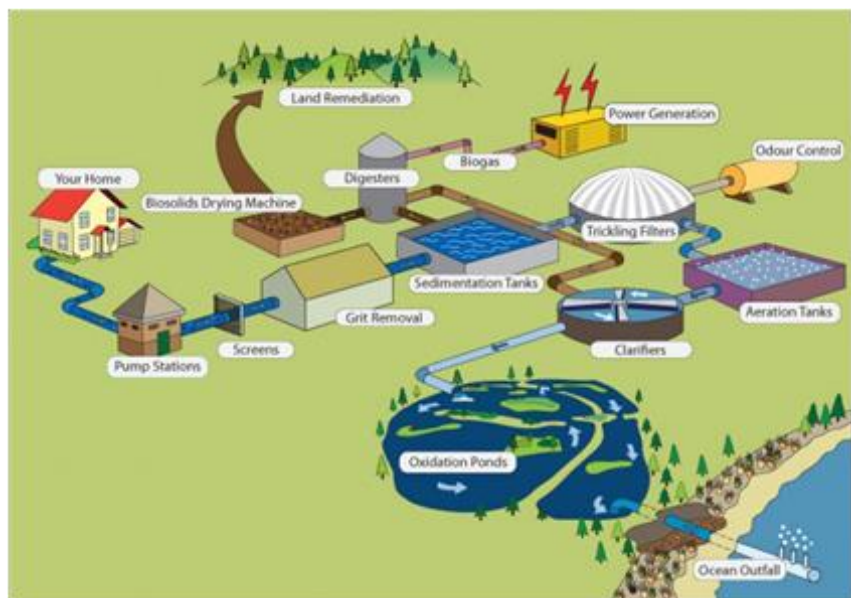 Land Remediation
Power Generation
Biogas
Odour Control
Your Home
Digesters
Biosolids Drying Machine
Trickling Filters
Sedimentation Tanks
Grit Removal
Aeration Tanks
Clarifiers
Screens
Pump Stations
Oxidation Ponds
Ocean Outfall